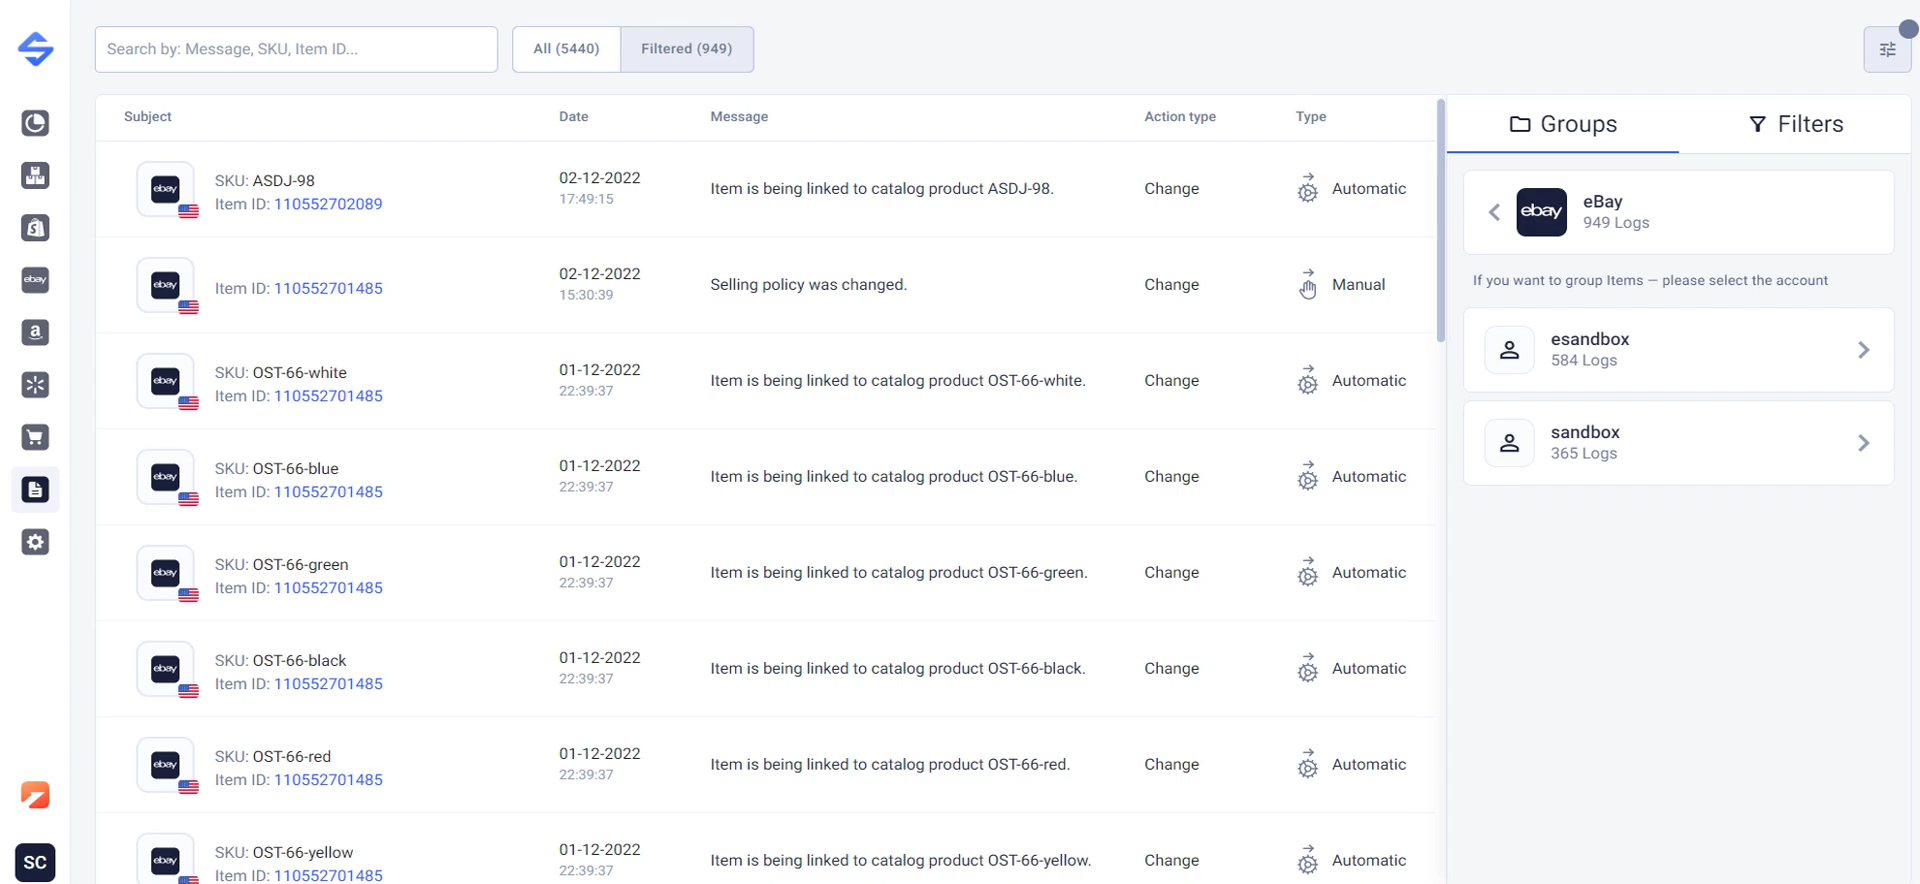 Search by: Message, SKU, Item ID...
All (5440)
Filtered (949)
Subject
Date
Message
Action type
Type
ebay
SKU: ASDJ-98
Item ID: 110552702089
02-12-2022
17:49:15
Item is being linked to catalog product ASDJ-98.
Change
Automatic
ebay
Item ID: 110552701485
02-12-2022
15:30:39
Selling policy was changed.
Change
Manual
ebay
SKU: OST-66-white
Item ID: 110552701485
01-12-2022
22:39:37
Item is being linked to catalog product OST-66-white.
Change
Automatic
ebay
SKU: OST-66-blue
Item ID: 110552701485
01-12-2022
22:39:37
Item is being linked to catalog product OST-66-blue.
Change
Automatic
ebay
SKU: OST-66-green
Item ID: 110552701485
01-12-2022
22:39:37
Item is being linked to catalog product OST-66-green.
Change
Automatic
ebay
SKU: OST-66-black
Item ID: 110552701485
01-12-2022
22:39:37
Item is being linked to catalog product OST-66-black.
Change
Automatic
ebay
SKU: OST-66-red
Item ID: 110552701485
01-12-2022
22:39:37
Item is being linked to catalog product OST-66-red.
Change
Automatic
ebay
SKU: OST-66-yellow
Item ID: 110552701485
01-12-2022
22:39:37
Item is being linked to catalog product OST-66-yellow.
Change
Automatic
Groups
Filters
ebay
eBay
949 Logs
If you want to group Items — please select the account
esandbox
584 Logs
sandbox
365 Logs
ebay
a
SC